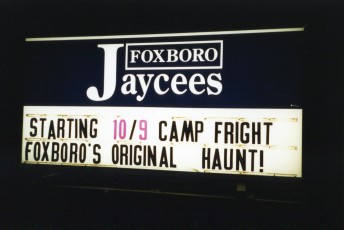 FOXBORO
Jaycees
STARTING 10/9 CAMP FRIGHT
FOXBORO'S ORIGINAL HAUNT!